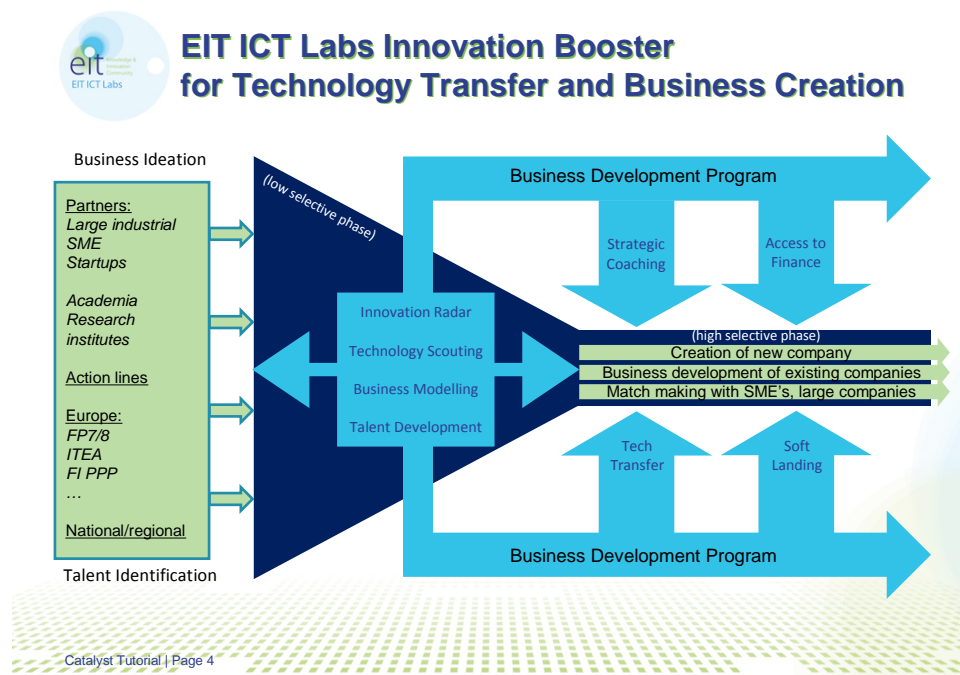 EIT ICT Labs Innovation Booster
for Technology Transfer and Business Creation
eit
Knowledge &
Innovation
Community
EIT ICT Labs
Business Ideation
Partners:
Large industrial
SME
Startups
Academia
Research
institutes
Action lines
Europe:
FP7/8
ITEA
FI PPP
…
National/regional
Talent Identification
(low selective phase)
Innovation Radar
Technology Scouting
Business Modelling
Talent Development
Business Development Program
Strategic
Coaching
Access to
Finance
(high selective phase)
Creation of new company
Business development of existing companies
Match making with SME's, large companies
Tech
Transfer
Soft
Landing
Business Development Program
Catalyst Tutorial | Page 4